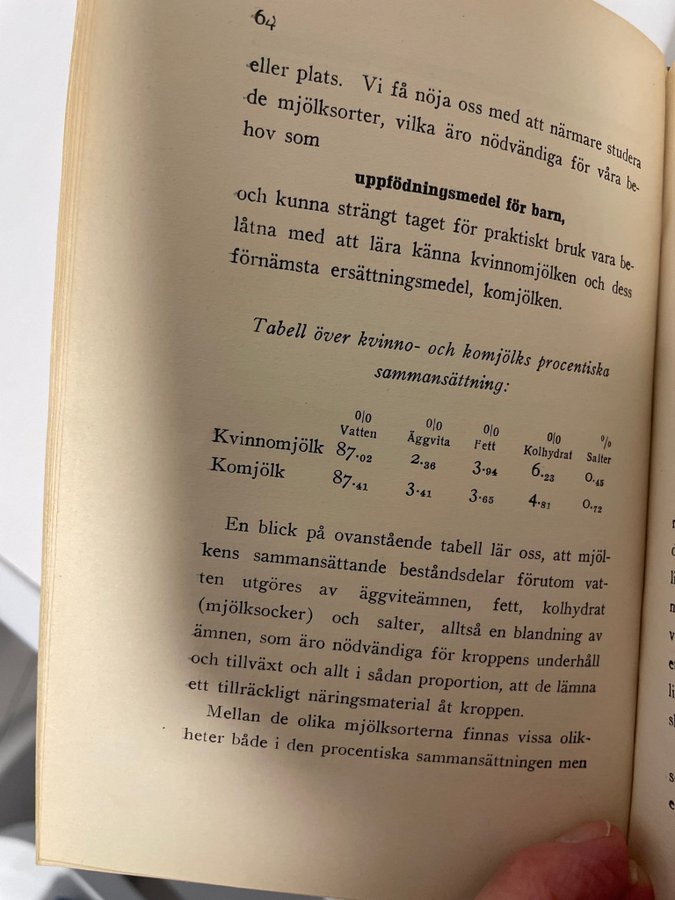 64
eller plats. Vi få nöja oss med att närmare studera
de mjölksorter, vilka äro nödvändiga för våra be-
hov som
uppfödningsmedel för barn,
och kunna strängt taget för praktiskt bruk vara be-
låtna med att lära känna kvinnomjölken och dess
förnämsta ersättningsmedel, komjölken.
Tabell över kvinno- och komjölks procentiska
sammansättning:
0|0 0|0 0|0 0|0 %
Vatten Äggvita Fett Kolhydrat Salter
Kvinnomjölk 87.02 2.36 3.94 6.23 0.45
Komjölk 87.41 3.41 3.65 4.81 0.72
En blick på ovanstående tabell lär oss, att mjöl-
kens sammansättande beståndsdelar förutom vat-
ten utgöres av äggviteämnen, fett, kolhydrat
(mjölksocker) och salter, alltså en blandning av
ämnen, som äro nödvändiga för kroppens underhåll
och tillväxt och allt i sådan proportion, att de lämna
ett tillräckligt näringsmaterial åt kroppen.
Mellan de olika mjölksorterna finnas vissa olik-
heter både i den procentiska sammansättningen men